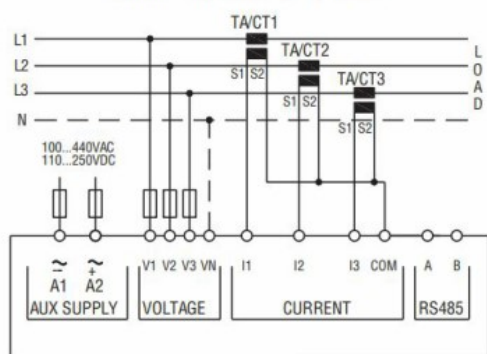 TA/CT1
L1
TA/CT2
L2
S1 S2
TA/CT3
L3
S1 S2
N
S1 S2
LOAD
100...440VAC
110...250VDC
V1 V2 V3 VN I1 I2 I3 COM A B
~ - ~ +
A1 A2
AUX SUPPLY VOLTAGE CURRENT RS485